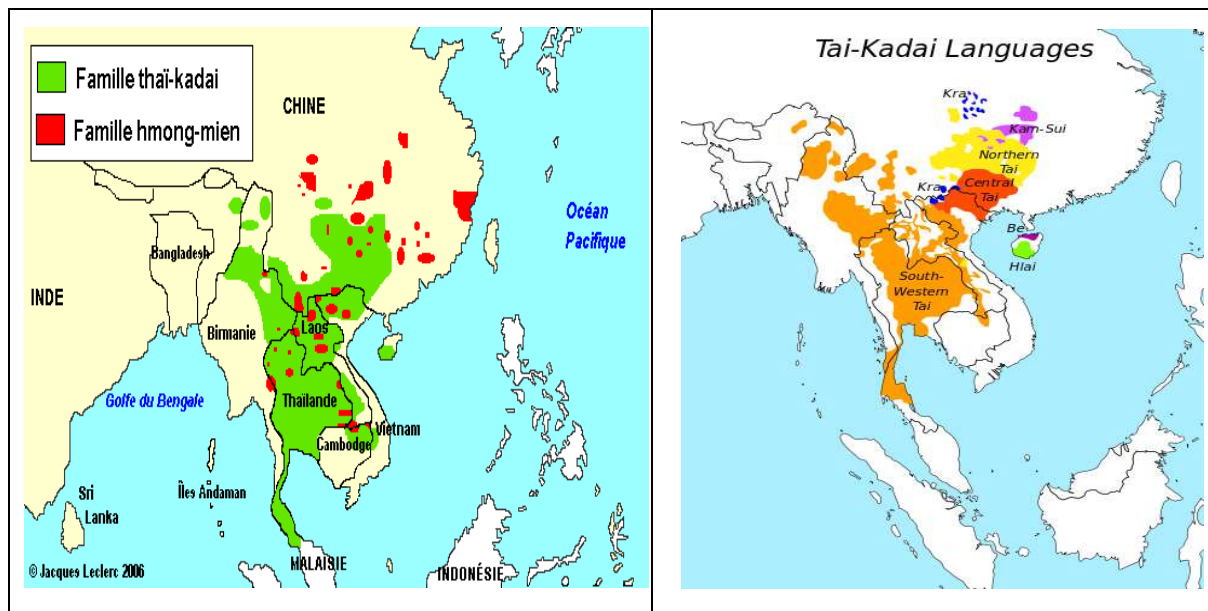 Famille thaï-kadai
Famille hmong-mien
CHINE
Océan
Pacifique
Bangladesh
INDE
Birmanie
Laos
Golfe du Bengale
Thaïlande
Vietnam
Cambodge
Îles Andaman
Sri
Lanka
MALAISIE
INDONÉSIE
© Jacques Leclerc 2006
Tai-Kadai Languages
Kra
Kam-Sui
Northern
Tai
Kra
Central
Tai
Be
Hlai
South-
Western
Tai